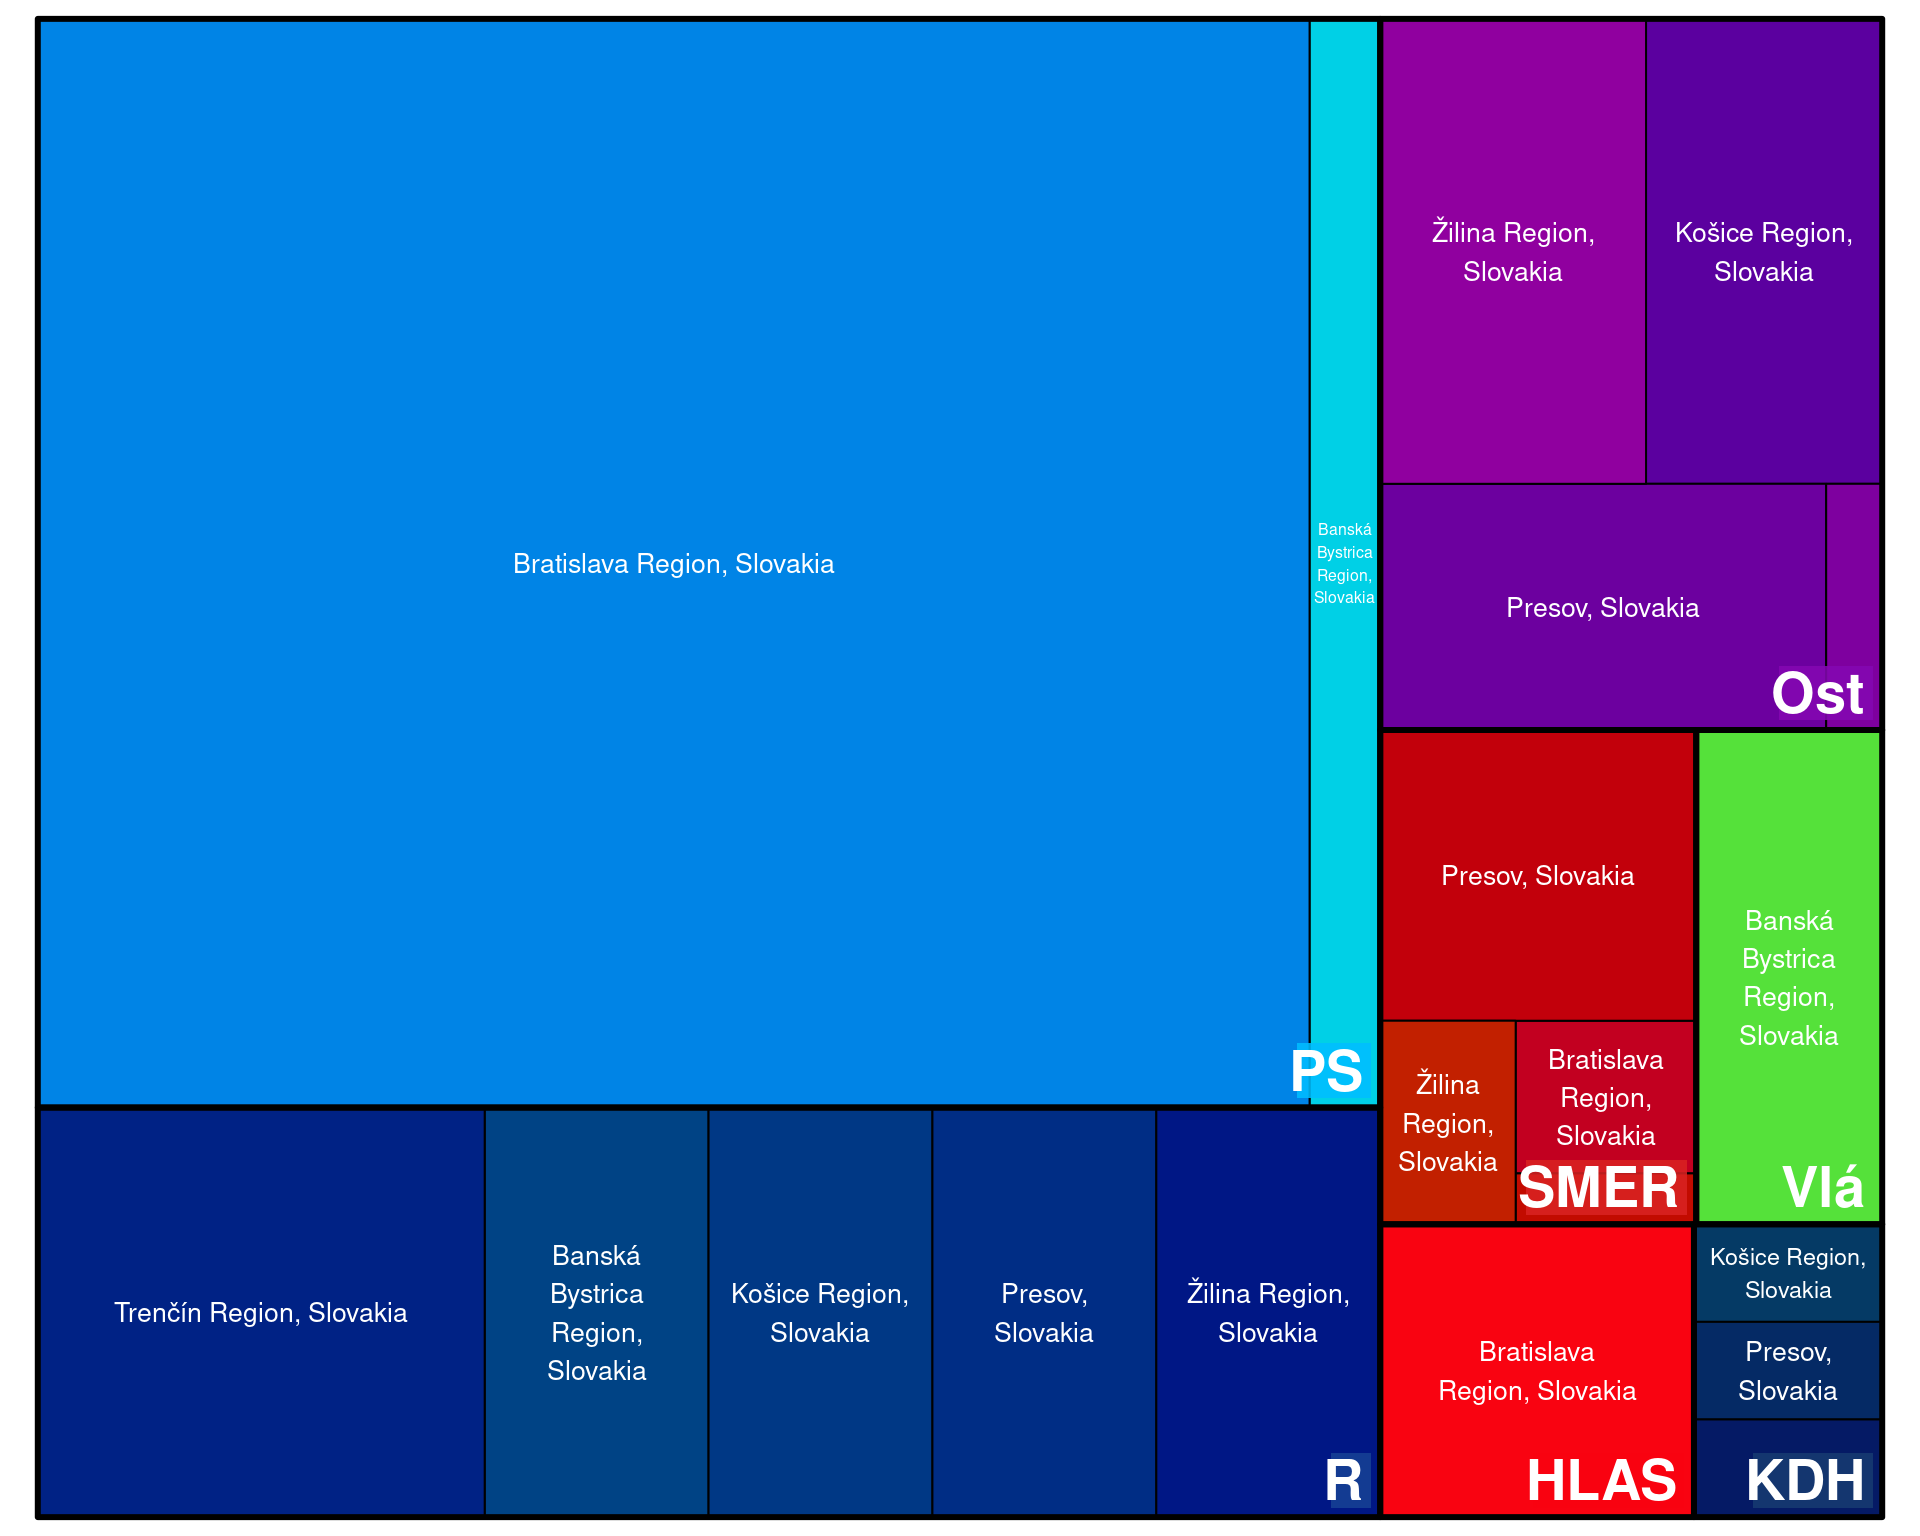 Bratislava Region, Slovakia
Banská
Bystrica
Region,
Slovakia
PS
Trenčín Region, Slovakia
Banská
Bystrica
Region,
Slovakia
Košice Region,
Slovakia
Presov,
Slovakia
Žilina Region,
Slovakia
R
Žilina Region,
Slovakia
Košice Region,
Slovakia
Presov, Slovakia
Ost
Presov, Slovakia
Žilina
Region,
Slovakia
Bratislava
Region,
Slovakia
SMER
Banská
Bystrica
Region,
Slovakia
Vlá
Bratislava
Region, Slovakia
HLAS
Košice Region,
Slovakia
Presov,
Slovakia
KDH